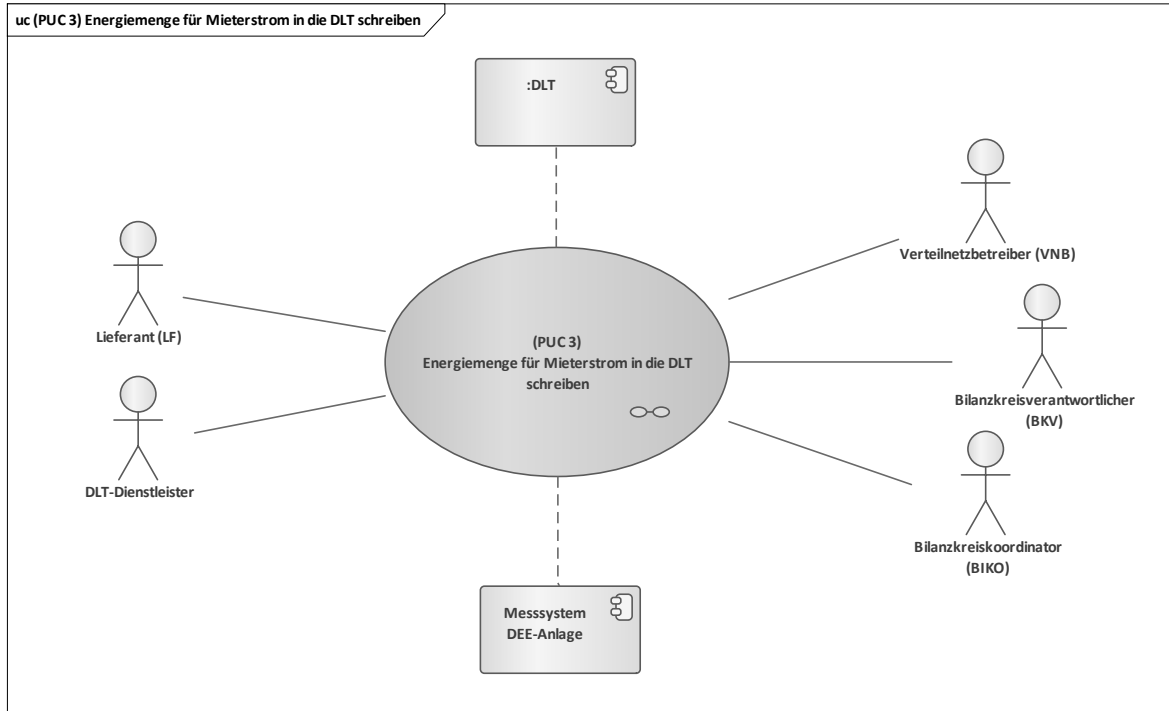 uc (PUC 3) Energiemenge für Mieterstrom in die DLT schreiben
:DLT
Verteilnetzbetreiber (VNB)
Lieferant (LF)
(PUC 3)
Energiemenge für Mieterstrom in die DLT
schreiben
Bilanzkreisverantwortlicher
(BKV)
DLT-Dienstleister
Bilanzkreiskoordinator
(BIKO)
Messsystem
DEE-Anlage